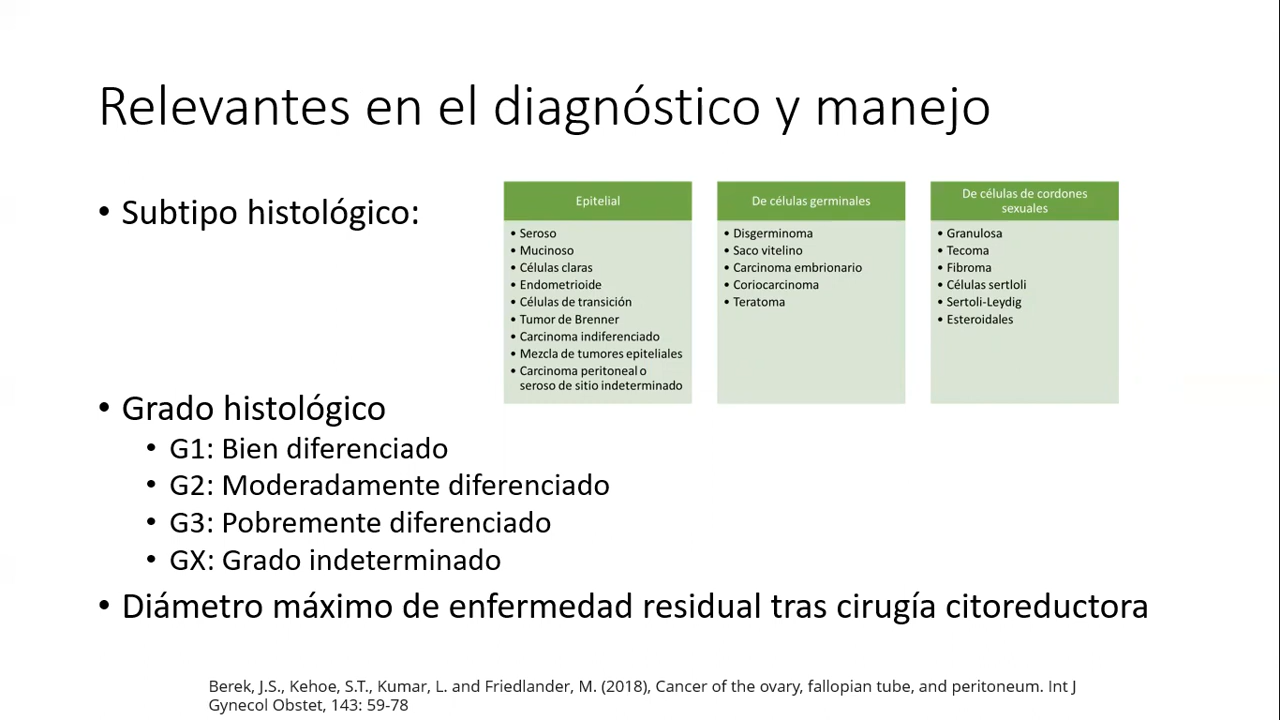 Relevantes en el diagnóstico y manejo
• Subtipo histológico:
Epitelial
• Seroso
• Mucinoso
• Células claras
• Endometrioide
• Células de transición
• Tumor de Brenner
• Carcinoma indiferenciado
• Mezcla de tumores epiteliales
• Carcinoma peritoneal o
seroso de sitio indeterminado
De células germinales
• Disgerminoma
• Saco vitelino
• Carcinoma embrionario
• Coriocarcinoma
• Teratoma
De células de cordones
sexuales
• Granulosa
• Tecoma
• Fibroma
• Células sertloli
• Sertoli-Leydig
• Esteroidales
• Grado histológico
• G1: Bien diferenciado
• G2: Moderadamente diferenciado
• G3: Pobremente diferenciado
• GX: Grado indeterminado
• Diámetro máximo de enfermedad residual tras cirugía citoreductora
Berek, J.S., Kehoe, S.T., Kumar, L. and Friedlander, M. (2018), Cancer of the ovary, fallopian tube, and peritoneum. Int J
Gynecol Obstet, 143: 59-78